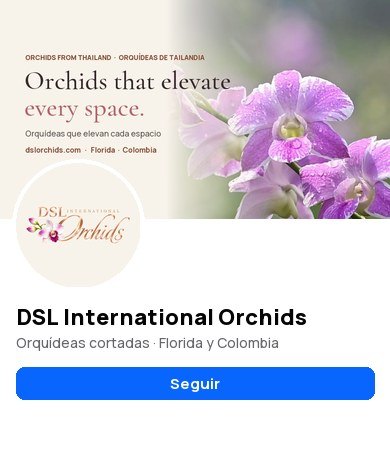 ORCHIDS FROM THAILAND · ORQUÍDEAS DE TAILANDIA
Orchids that elevate
every space.
Orquídeas que elevan cada espacio
dslorchids.com · Florida · Colombia
DSL INTERNATIONAL
Orchids
DSL International Orchids
Orquídeas cortadas · Florida y Colombia
Seguir